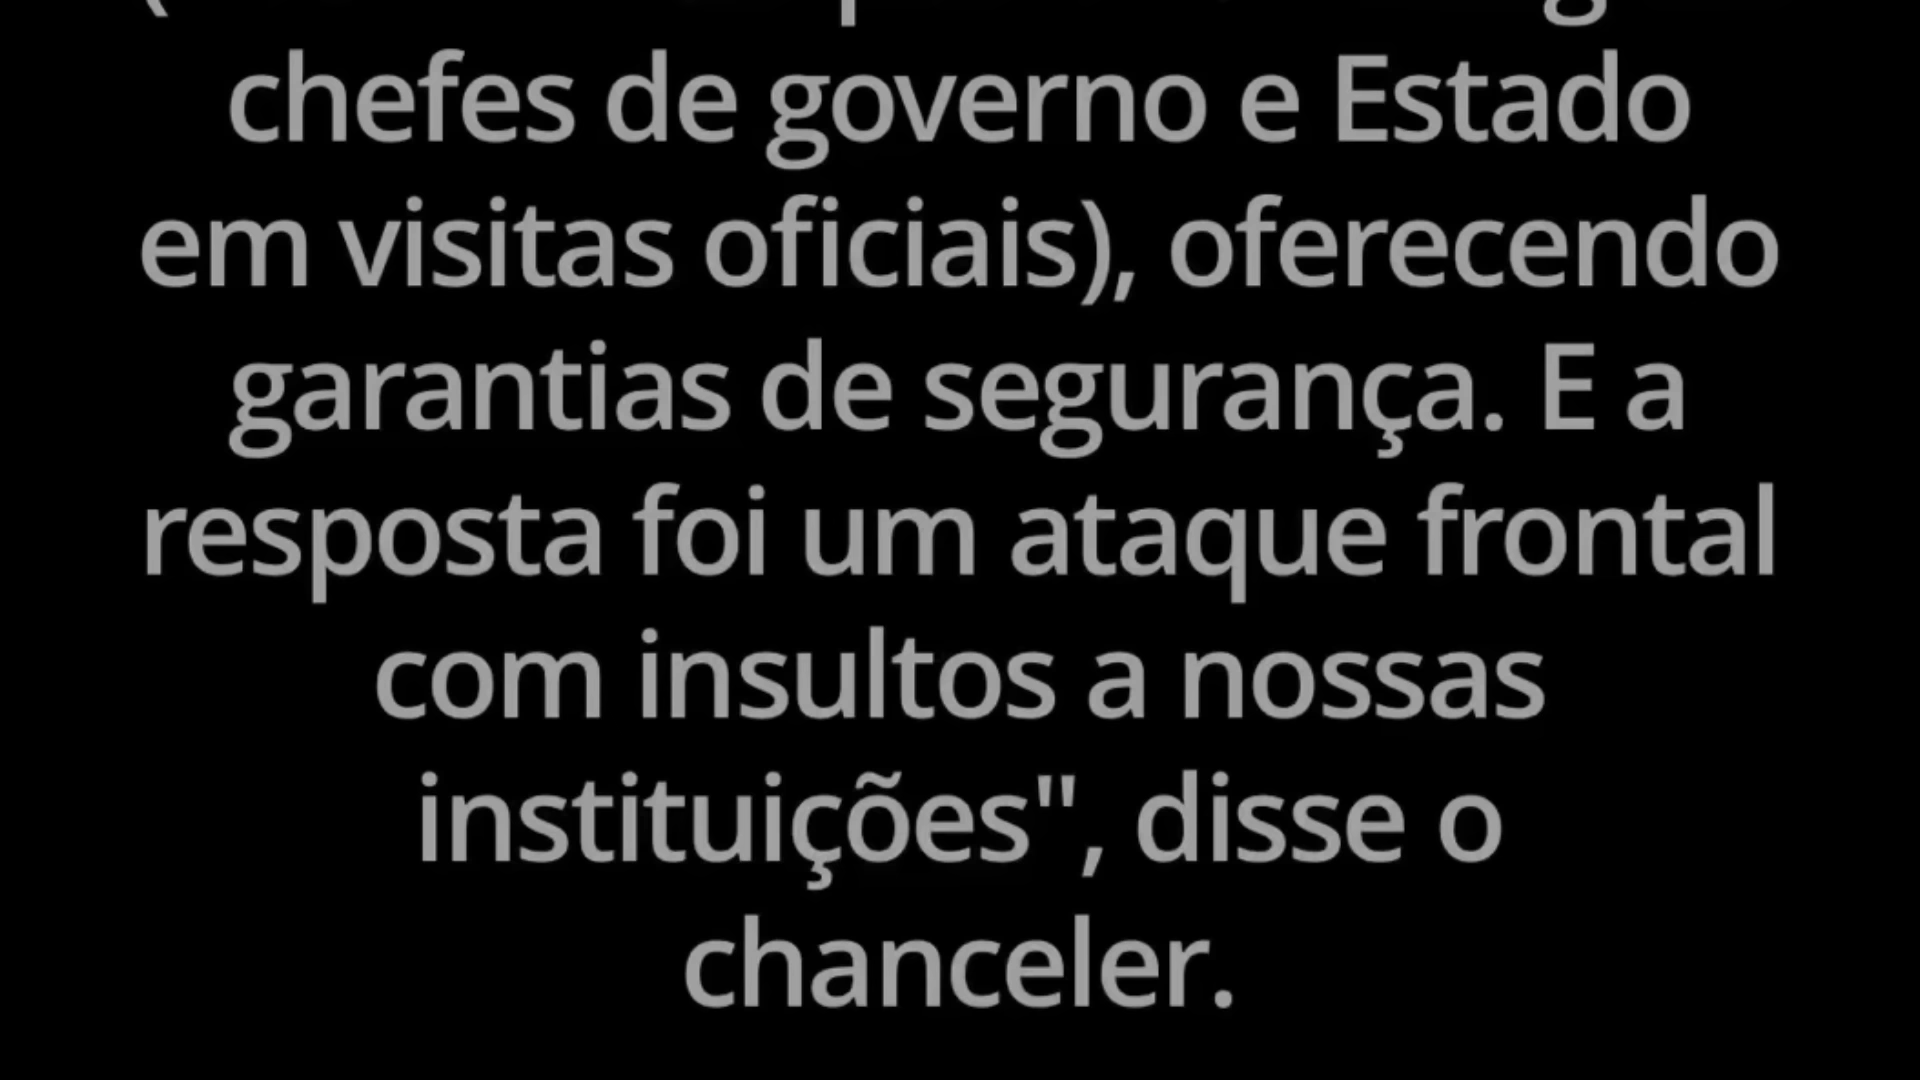 chefes de governo e Estado
em visitas oficiais), oferecendo
garantias de segurança. E a
resposta foi um ataque frontal
com insultos a nossas
instituições", disse o
chanceler.